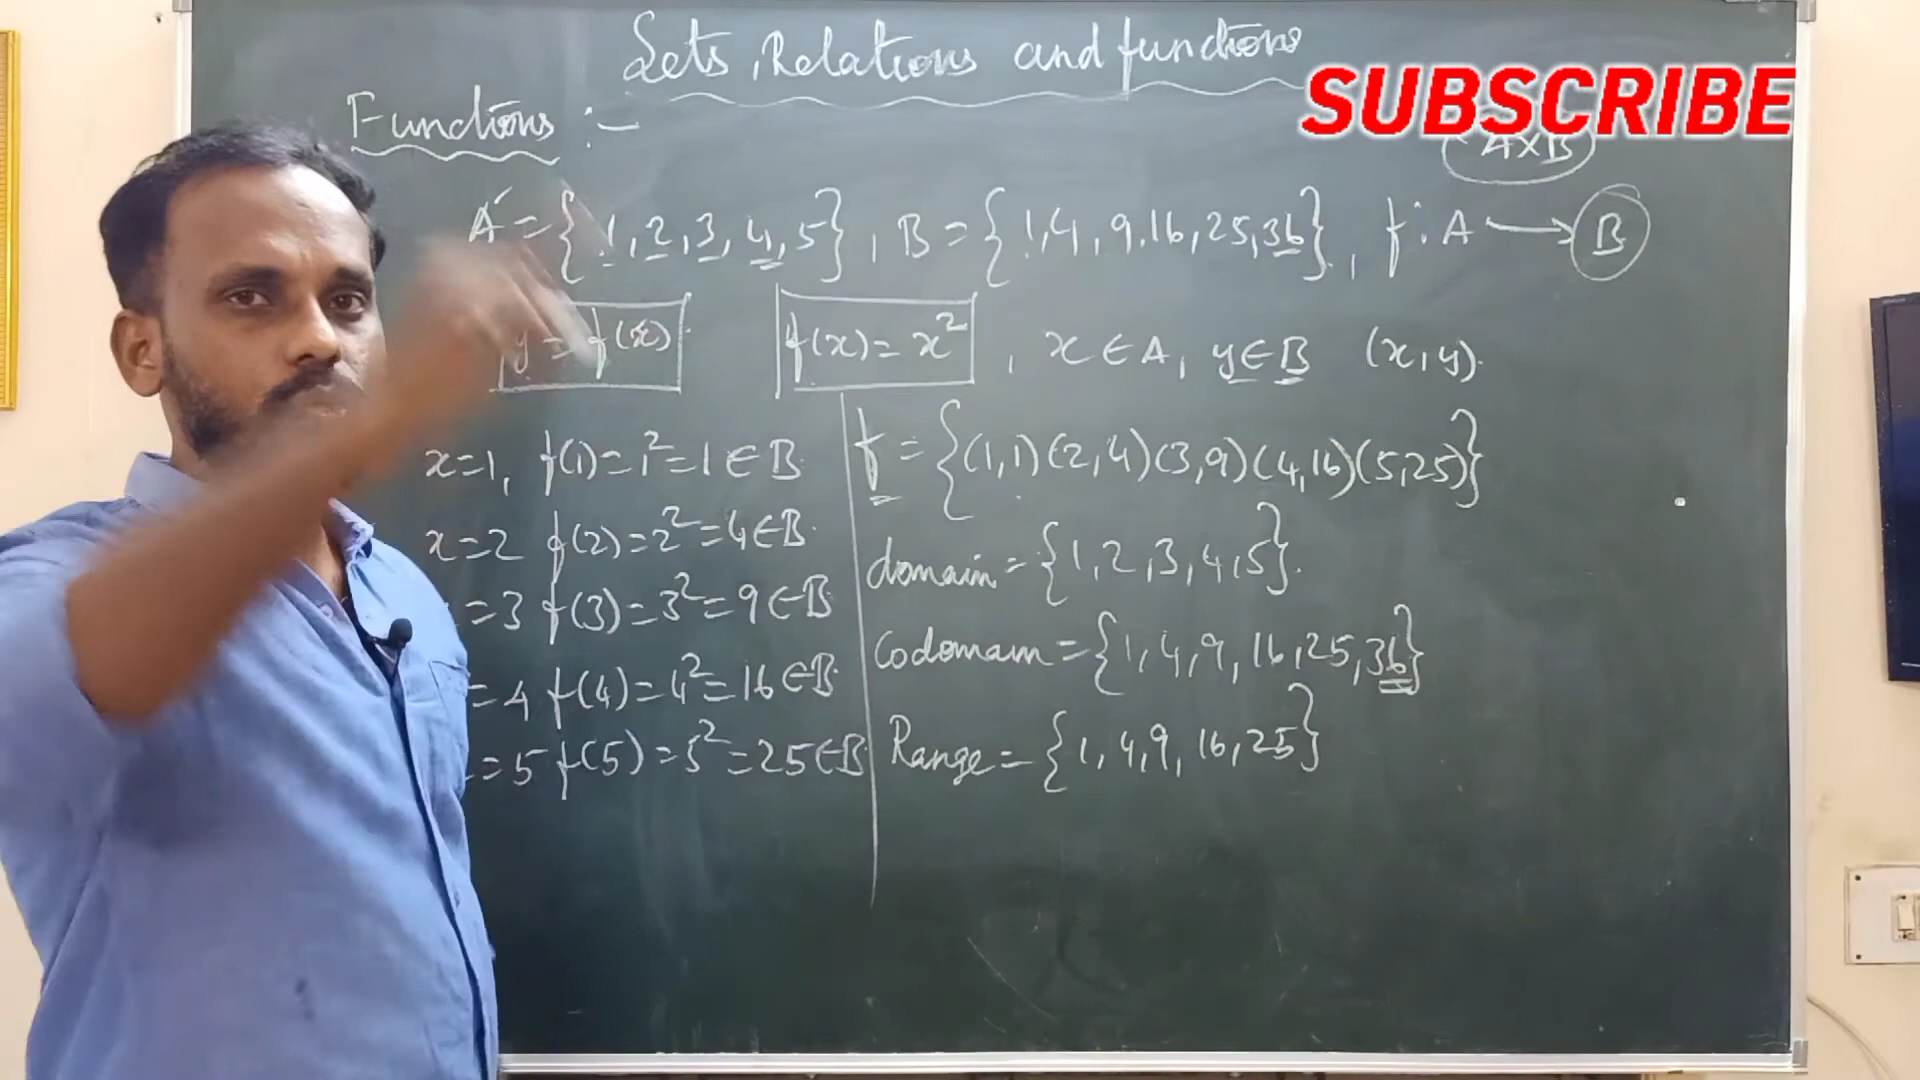 Sets, Relations and functions
SUBSCRIBE
Functions :-
A×B
A = {1,2,3,4,5}, B = {1,4,9,16,25,36}, f: A → B
y = f(x) f(x) = x² , x ∈ A, y ∈ B (x,y).
x=1, f(1)=1²=1∈B
x=2 f(2)=2²=4∈B
=3 f(3)=3²=9∈B
=4 f(4)=4²=16∈B
=5 f(5)=5²=25∈B
f = {(1,1)(2,4)(3,9)(4,16)(5,25)}
domain = {1,2,3,4,5}.
Codomain = {1,4,9,16,25,36}
Range = {1,4,9,16,25}